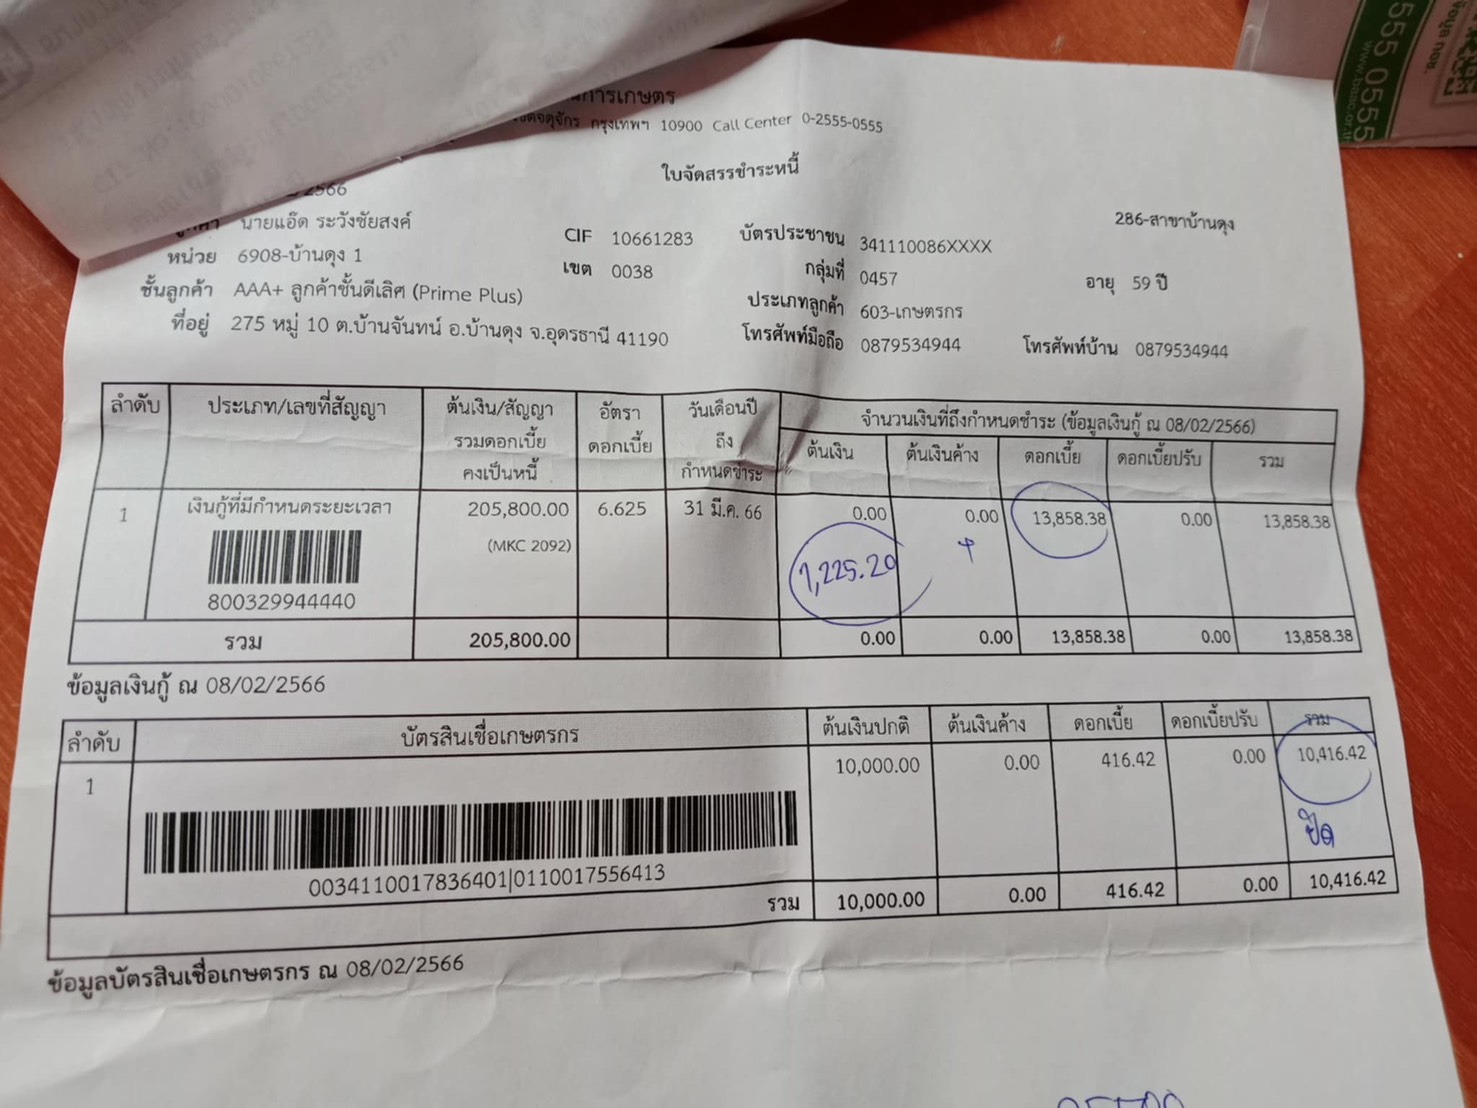 การเกษตร
กรุงเทพฯ 10900 Call Center 0-2555-0555
555 0555
ใบจัดสรรชำระหนี้
2566
286-สาขาบ้านดุง
ลูกค้า นายแอ๊ด ระวังชัยสงค์ CIF 10661283 บัตรประชาชน 341110086XXXX
หน่วย 6908-บ้านดุง 1 เขต 0038 กลุ่มที่ 0457 อายุ 59 ปี
ชั้นลูกค้า AAA+ ลูกค้าชั้นดีเลิศ (Prime Plus) ประเภทลูกค้า 603-เกษตรกร
ที่อยู่ 275 หมู่ 10 ต.บ้านจันทน์ อ.บ้านดุง จ.อุดรธานี 41190 โทรศัพท์มือถือ 0879534944 โทรศัพท์บ้าน 0879534944
ลำดับ ประเภท/เลขที่สัญญา ต้นเงิน/สัญญา อัตรา วันเดือนปี จำนวนเงินที่ถึงกำหนดชำระ (ข้อมูลเงินกู้ ณ 08/02/2566)
รวมดอกเบี้ย ดอกเบี้ย ถึง ต้นเงิน ต้นเงินค้าง ดอกเบี้ย ดอกเบี้ยปรับ รวม
คงเป็นหนี้ กำหนดชำระ
1 เงินกู้ที่มีกำหนดระยะเวลา 205,800.00 6.625 31 มี.ค. 66 0.00 0.00 13,858.38 0.00 13,858.38
(MKC 2092) 1,225.20 +
800329944440
รวม 205,800.00 0.00 0.00 13,858.38 0.00 13,858.38
ข้อมูลเงินกู้ ณ 08/02/2566
ลำดับ บัตรสินเชื่อเกษตรกร ต้นเงินปกติ ต้นเงินค้าง ดอกเบี้ย ดอกเบี้ยปรับ รวม
1 10,000.00 0.00 416.42 0.00 10,416.42
ปิด
0034110017836401|0110017556413
รวม 10,000.00 0.00 416.42 0.00 10,416.42
ข้อมูลบัตรสินเชื่อเกษตรกร ณ 08/02/2566